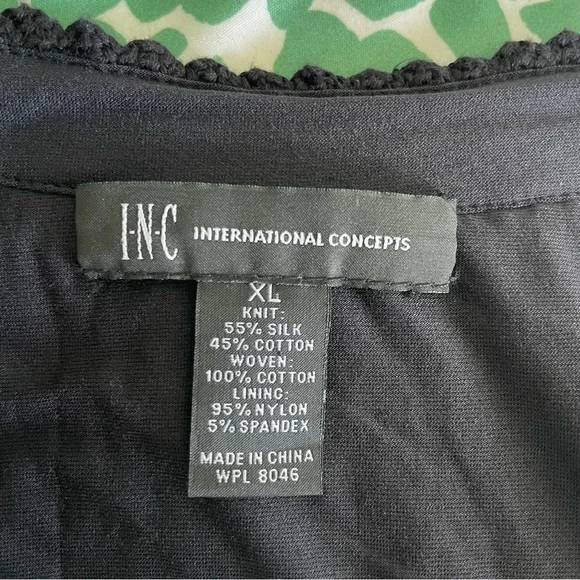 I·N·C INTERNATIONAL CONCEPTS
XL
KNIT:
55% SILK
45% COTTON
WOVEN:
100% COTTON
LINING:
95% NYLON
5% SPANDEX
MADE IN CHINA
WPL 8046